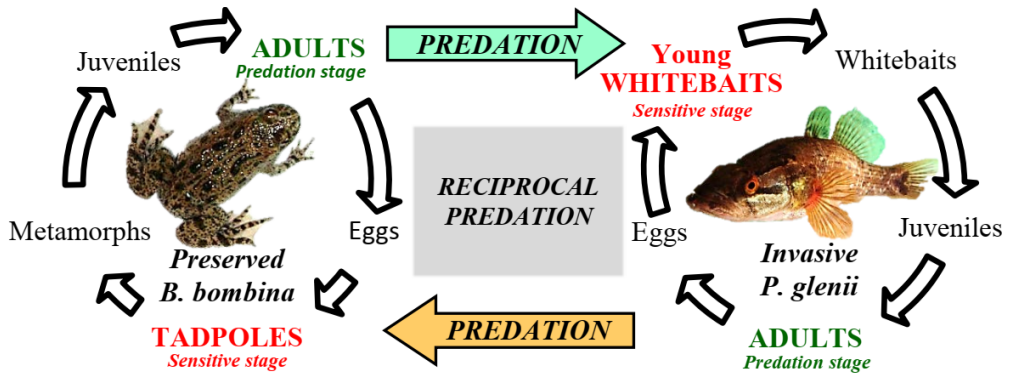 Juveniles
ADULTS
Predation stage
PREDATION
Young
WHITEBAITS
Sensitive stage
Whitebaits
RECIPROCAL
PREDATION
Metamorphs
Eggs
Eggs
Juveniles
Preserved
B. bombina
Invasive
P. glenii
TADPOLES
Sensitive stage
PREDATION
ADULTS
Predation stage